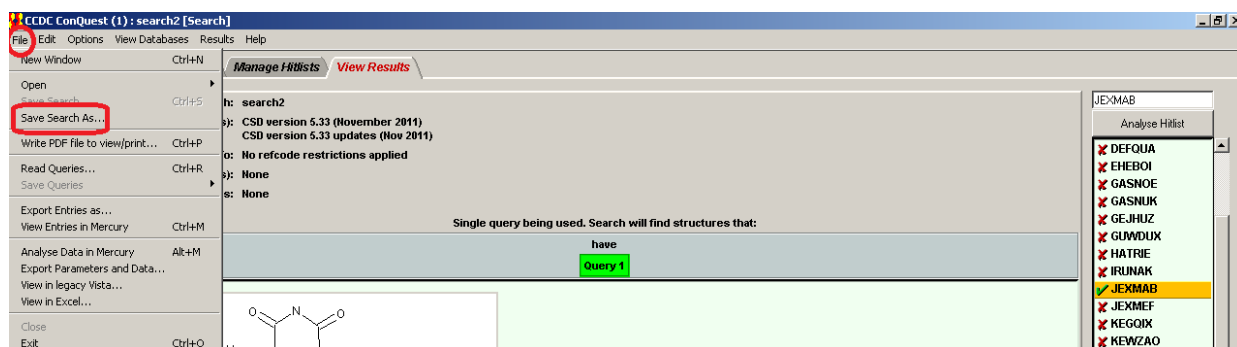 CCDC ConQuest (1) : search2 [Search]
File Edit Options View Databases Results Help
New Window Ctrl+N
Manage Hitlists View Results
Open
Save Search Ctrl+S
Save Search As...
Write PDF file to view/print... Ctrl+P
Read Queries... Ctrl+R
Save Queries
Export Entries as...
View Entries in Mercury Ctrl+M
Analyse Data in Mercury Alt+M
Export Parameters and Data...
View in legacy Vista...
View in Excel...
Close
Exit Ctrl+O
h: search2
s): CSD version 5.33 (November 2011)
CSD version 5.33 updates (Nov 2011)
o: No refcode restrictions applied
s): None
s: None
Single query being used. Search will find structures that:
have
Query 1
O N O
JEXMAB
Analyse Hitlist
DEFQUA
EHEBOI
GASNOE
GASNUK
GEJHUZ
GUWDUX
HATRIE
IRUNAK
JEXMAB
JEXMEF
KEGQIX
KEWZAO